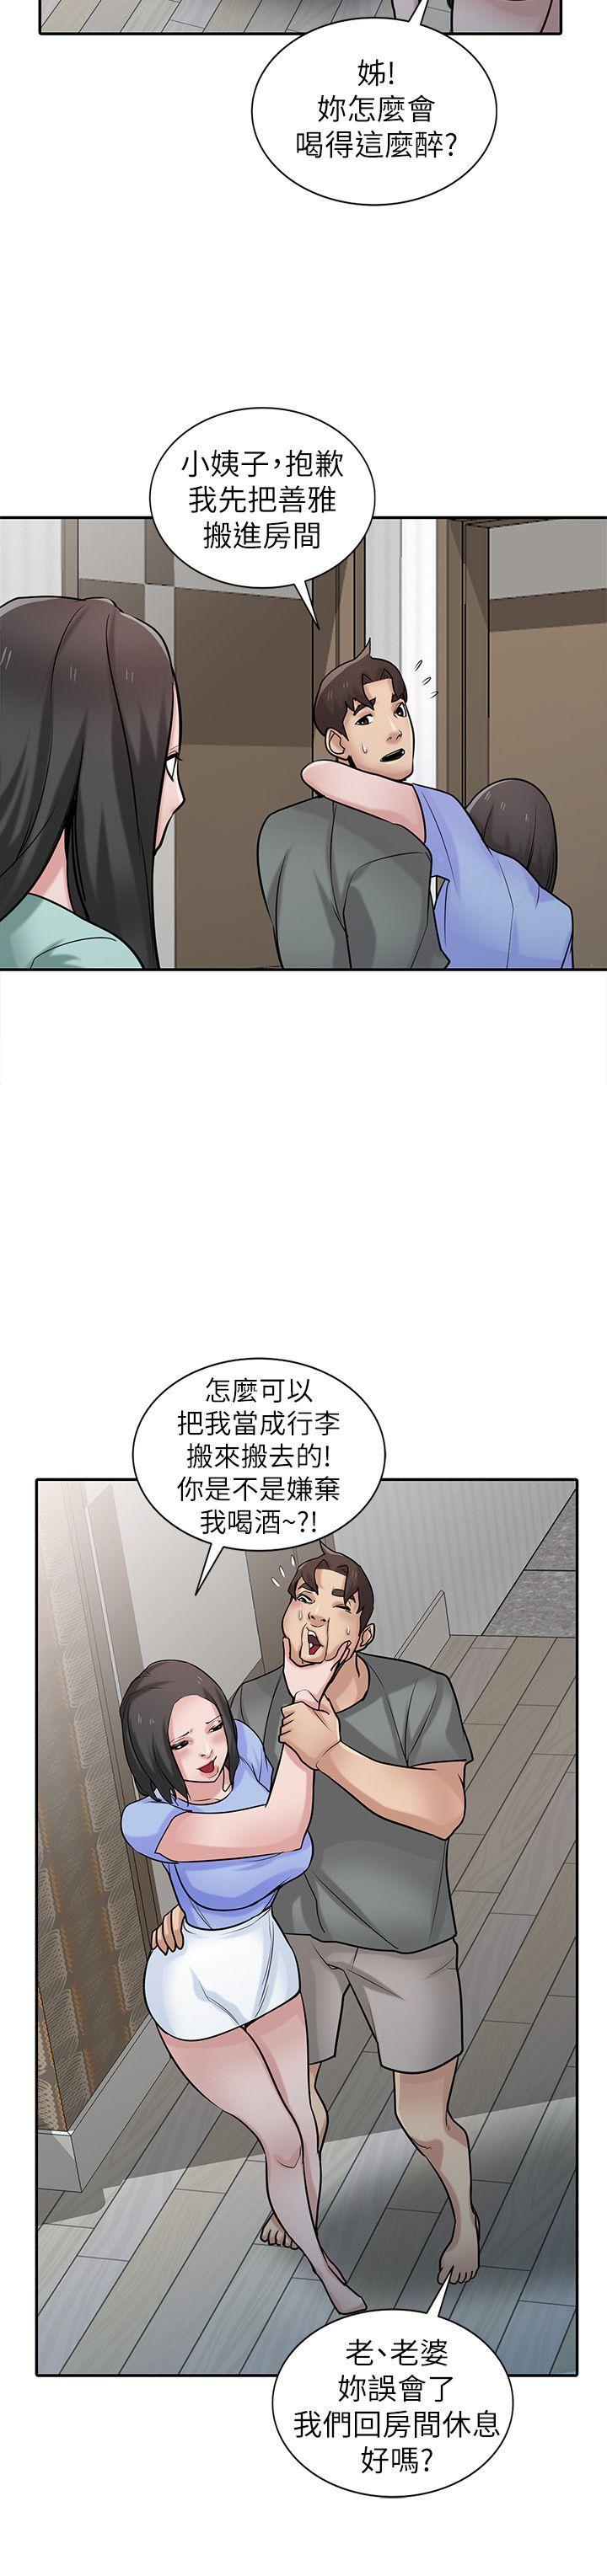 姊!
妳怎麼會
喝得這麼醉?
小姨子，抱歉
我先把善雅
搬進房間
怎麼可以
把我當成行李
搬來搬去的!
你是不是嫌棄
我喝酒~?!
老、老婆
妳誤會了
我們回房間休息
好嗎?